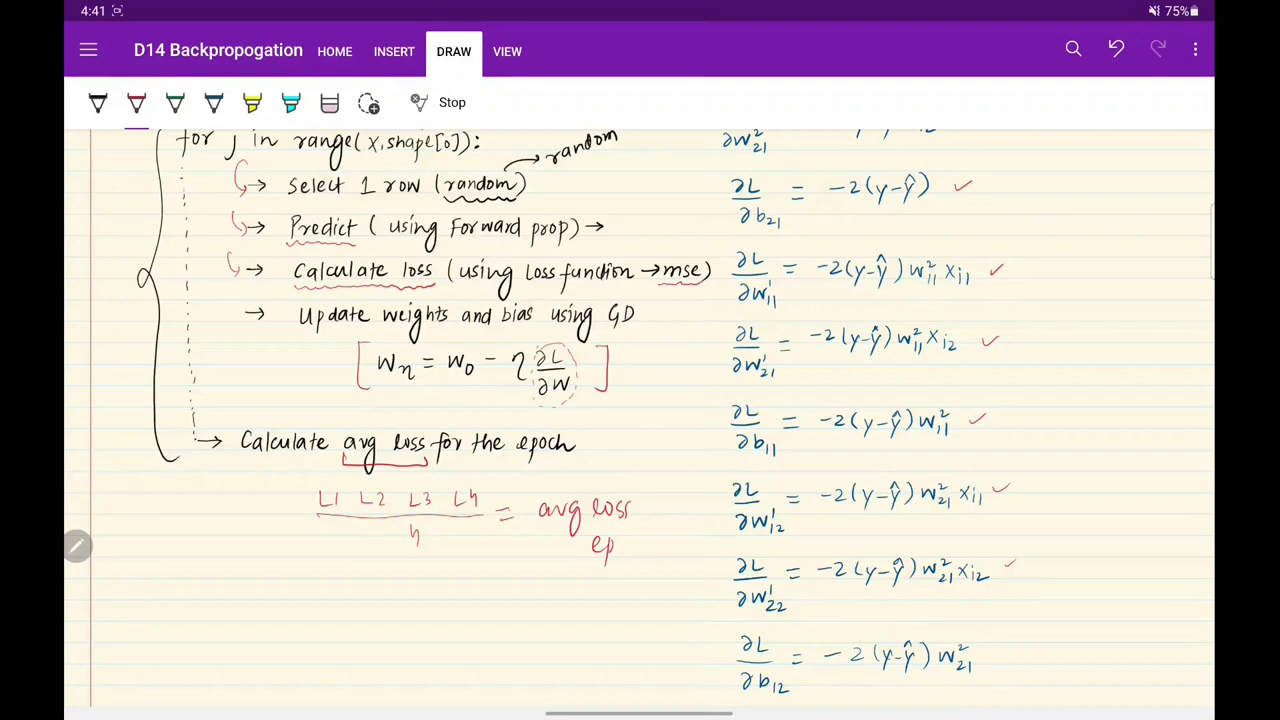 4:41
75%
D14 Backpropogation
HOME
INSERT
DRAW
VIEW
Stop
for j in range(x.shape[0]):
→ Select 1 row (random) → random
→ Predict (using Forward prop) →
→ Calculate loss (using Loss function → mse)
→ Update weights and bias using GD
[ Wn = W0 - η ∂L/∂W ]
→ Calculate avg loss for the epoch
L1 L2 L3 L4 / 4 = avg loss
ep
∂w²21
∂L/∂b21 = -2(y-ŷ) ✓
∂L/∂w¹11 = -2(y-ŷ) w²11 xi1 ✓
∂L/∂w¹21 = -2(y-ŷ) w²11 xi2 ✓
∂L/∂b11 = -2(y-ŷ) w²11 ✓
∂L/∂w¹12 = -2(y-ŷ) w²21 xi1 ✓
∂L/∂w¹22 = -2(y-ŷ) w²21 xi2 ✓
∂L/∂b12 = -2(y-ŷ) w²21